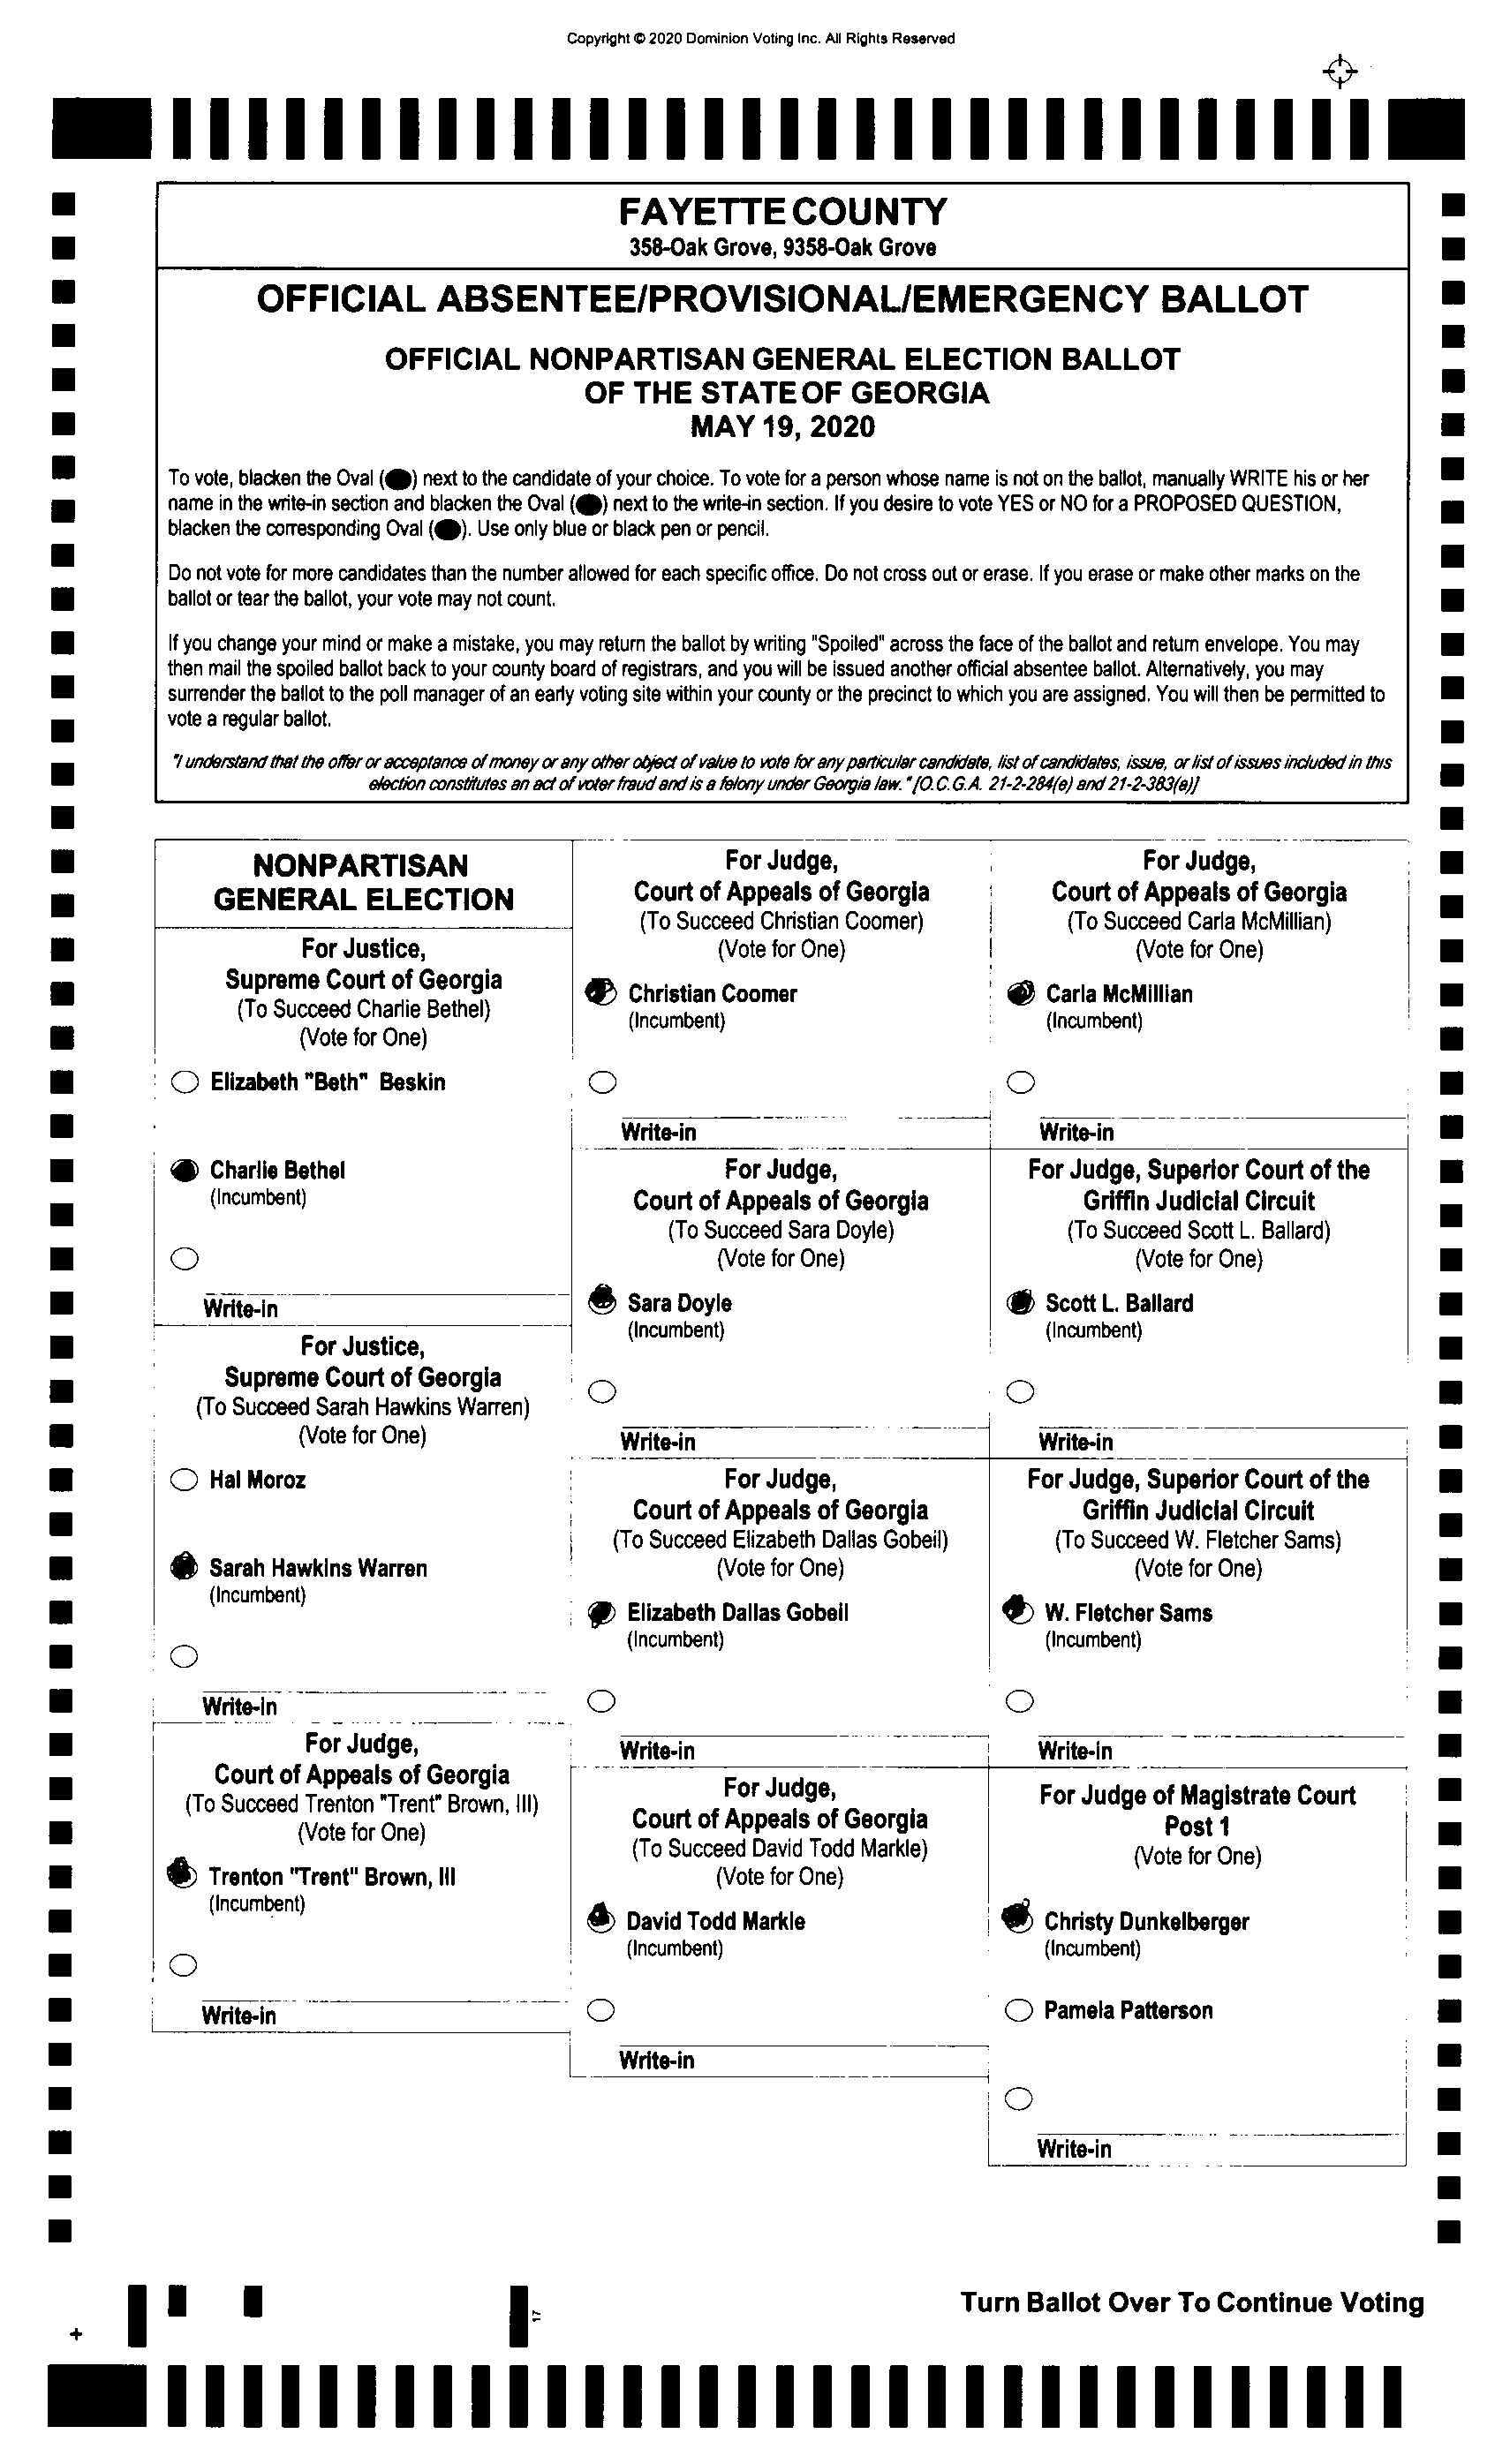 Copyright © 2020 Dominion Voting Inc. All Rights Reserved
FAYETTE COUNTY
358-Oak Grove, 9358-Oak Grove
OFFICIAL ABSENTEE/PROVISIONAL/EMERGENCY BALLOT
OFFICIAL NONPARTISAN GENERAL ELECTION BALLOT
OF THE STATE OF GEORGIA
MAY 19, 2020
To vote, blacken the Oval (●) next to the candidate of your choice. To vote for a person whose name is not on the ballot, manually WRITE his or her
name in the write-in section and blacken the Oval (●) next to the write-in section. If you desire to vote YES or NO for a PROPOSED QUESTION,
blacken the corresponding Oval (●). Use only blue or black pen or pencil.
Do not vote for more candidates than the number allowed for each specific office. Do not cross out or erase. If you erase or make other marks on the
ballot or tear the ballot, your vote may not count.
If you change your mind or make a mistake, you may return the ballot by writing "Spoiled" across the face of the ballot and return envelope. You may
then mail the spoiled ballot back to your county board of registrars, and you will be issued another official absentee ballot. Alternatively, you may
surrender the ballot to the poll manager of an early voting site within your county or the precinct to which you are assigned. You will then be permitted to
vote a regular ballot.
"I understand that the offer or acceptance of money or any other object of value to vote for any particular candidate, list of candidates, issue, or list of issues included in this
election constitutes an act of voter fraud and is a felony under Georgia law." [O.C.G.A. 21-2-284(e) and 21-2-383(a)]
NONPARTISAN
GENERAL ELECTION
For Justice,
Supreme Court of Georgia
(To Succeed Charlie Bethel)
(Vote for One)
Elizabeth "Beth" Beskin
Charlie Bethel
(Incumbent)
Write-in
For Justice,
Supreme Court of Georgia
(To Succeed Sarah Hawkins Warren)
(Vote for One)
Hal Moroz
Sarah Hawkins Warren
(Incumbent)
Write-in
For Judge,
Court of Appeals of Georgia
(To Succeed Trenton "Trent" Brown, III)
(Vote for One)
Trenton "Trent" Brown, III
(Incumbent)
Write-in
For Judge,
Court of Appeals of Georgia
(To Succeed Christian Coomer)
(Vote for One)
Christian Coomer
(Incumbent)
Write-in
For Judge,
Court of Appeals of Georgia
(To Succeed Sara Doyle)
(Vote for One)
Sara Doyle
(Incumbent)
Write-in
For Judge,
Court of Appeals of Georgia
(To Succeed Elizabeth Dallas Gobeil)
(Vote for One)
Elizabeth Dallas Gobeil
(Incumbent)
Write-in
For Judge,
Court of Appeals of Georgia
(To Succeed David Todd Markle)
(Vote for One)
David Todd Markle
(Incumbent)
Write-in
For Judge,
Court of Appeals of Georgia
(To Succeed Carla McMillian)
(Vote for One)
Carla McMillian
(Incumbent)
Write-in
For Judge, Superior Court of the
Griffin Judicial Circuit
(To Succeed Scott L. Ballard)
(Vote for One)
Scott L. Ballard
(Incumbent)
Write-in
For Judge, Superior Court of the
Griffin Judicial Circuit
(To Succeed W. Fletcher Sams)
(Vote for One)
W. Fletcher Sams
(Incumbent)
Write-in
For Judge of Magistrate Court
Post 1
(Vote for One)
Christy Dunkelberger
(Incumbent)
Pamela Patterson
Write-in
17
Turn Ballot Over To Continue Voting